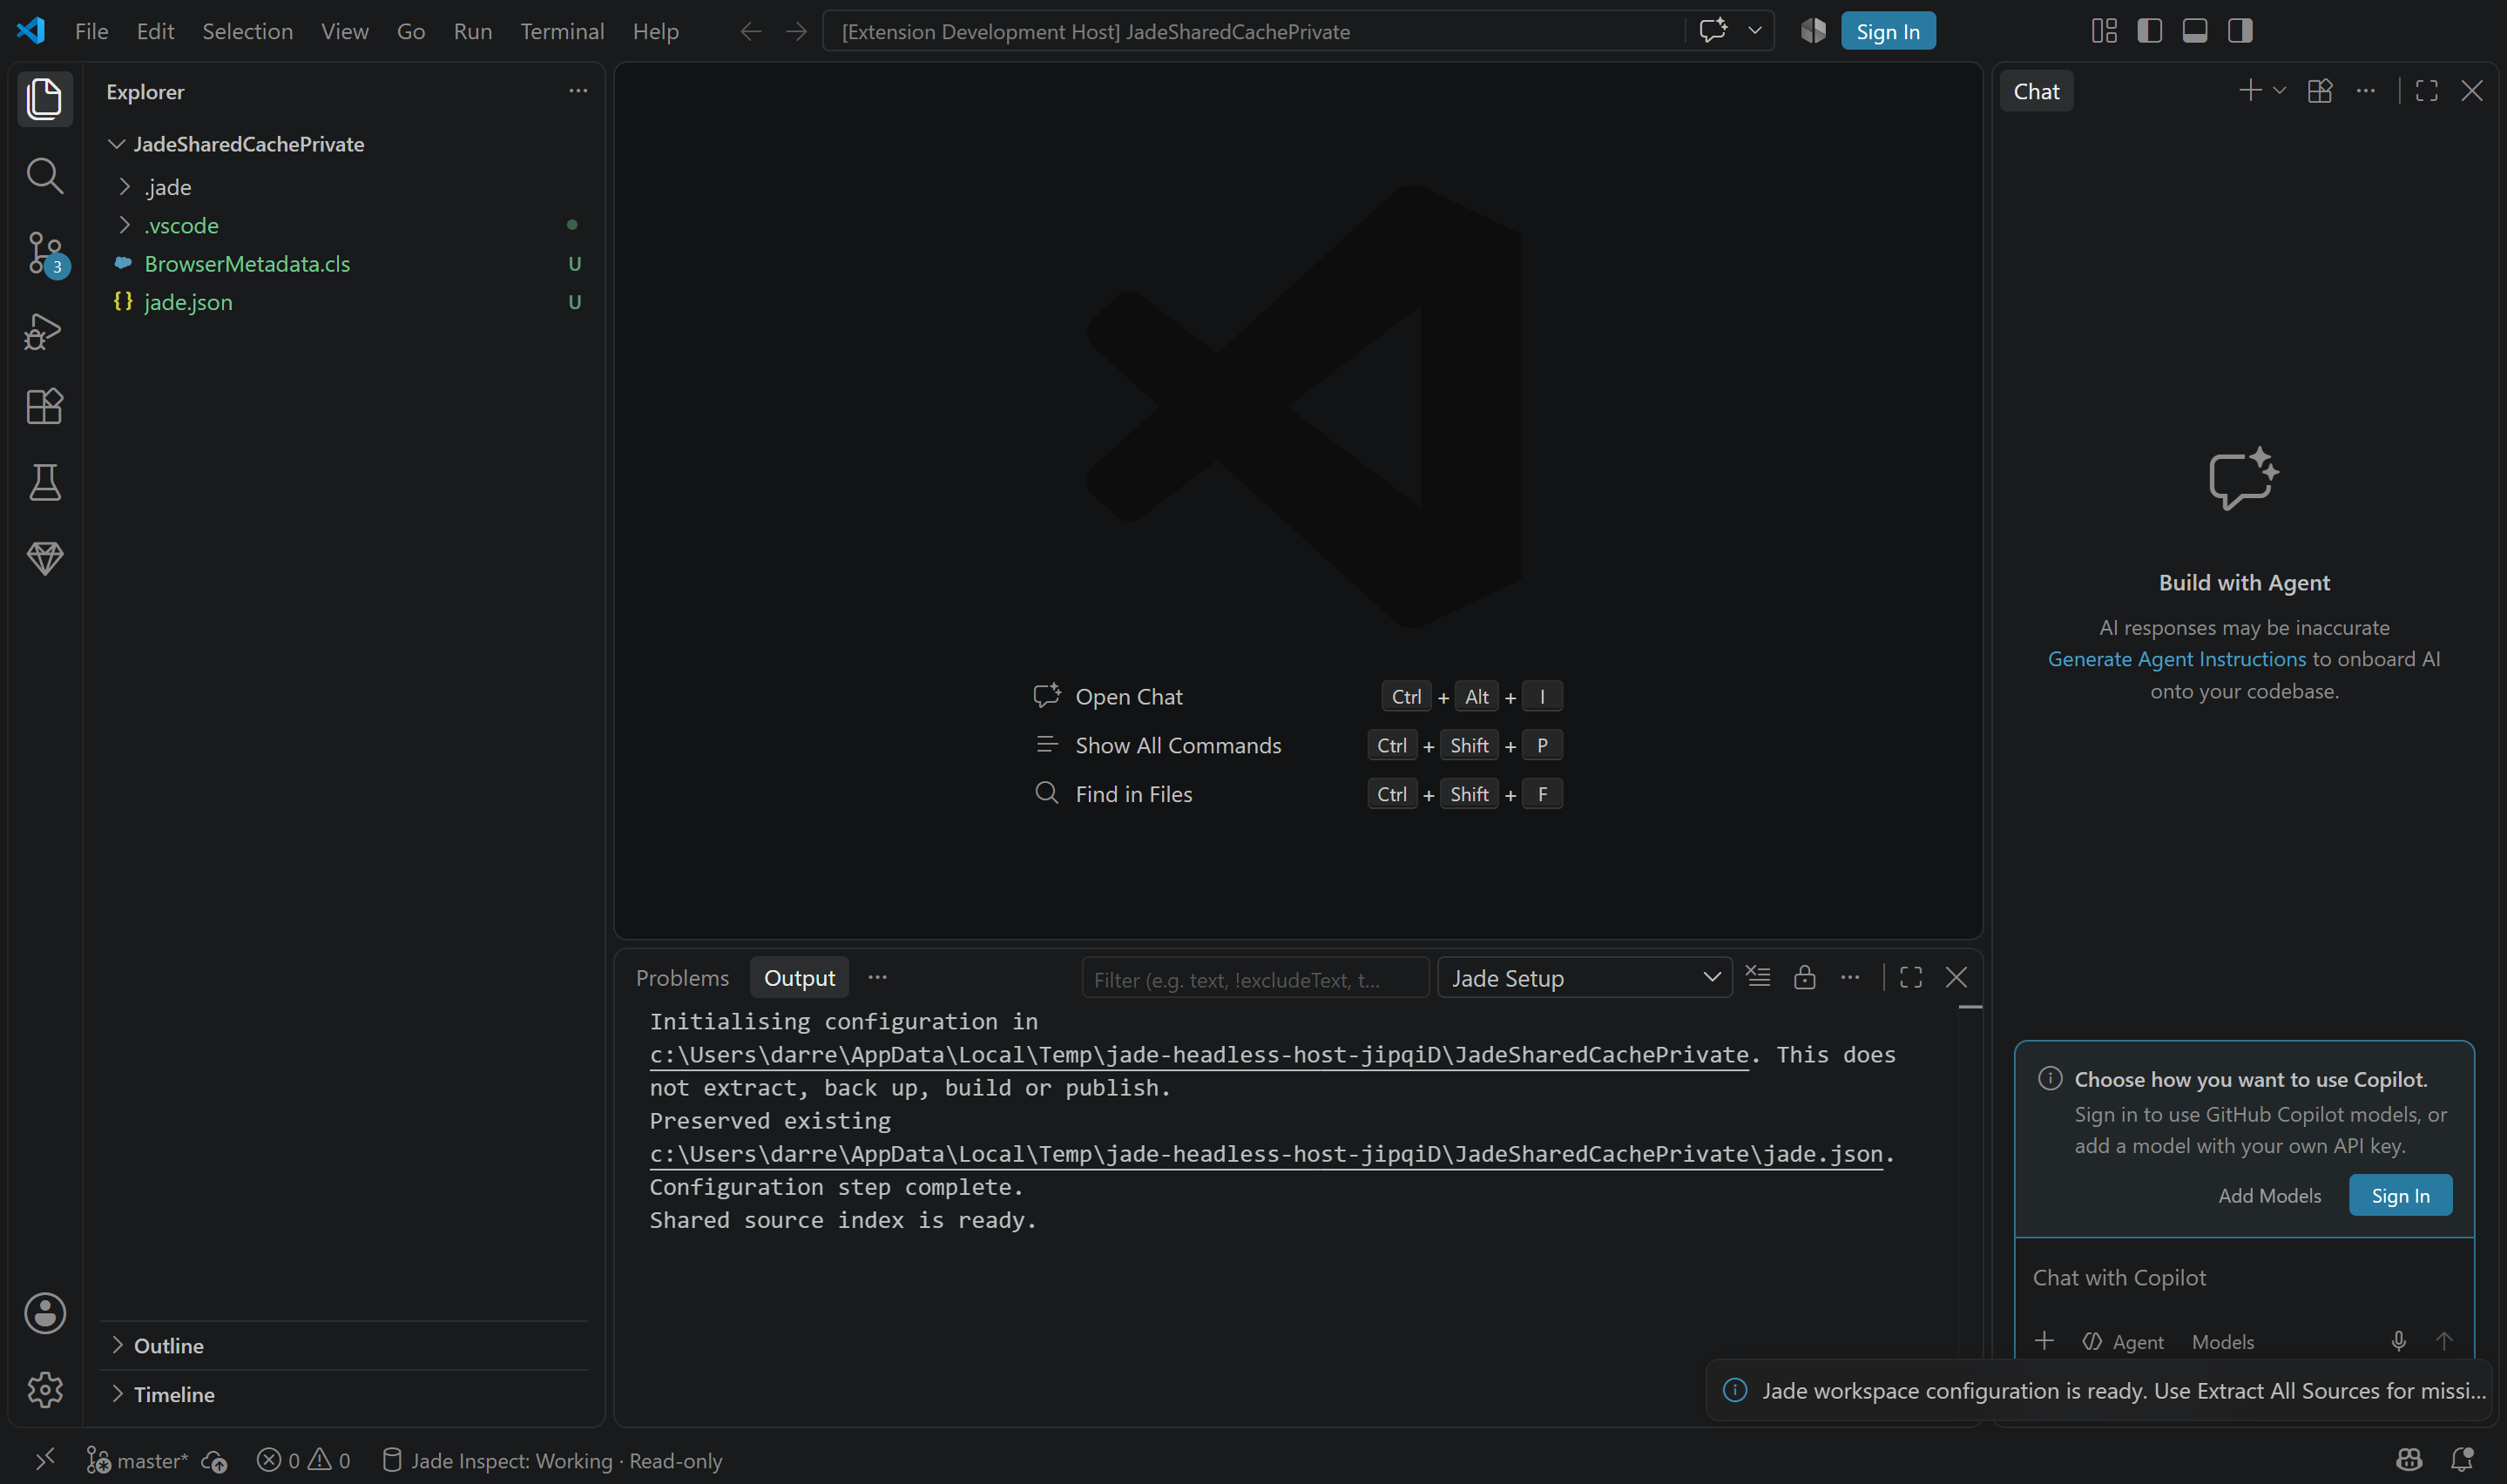 File Edit Selection View Go Run Terminal Help
[Extension Development Host] JadeSharedCachePrivate
Sign In
Explorer
JadeSharedCachePrivate
.jade
.vscode
BrowserMetadata.cls U
jade.json U
3
Outline
Timeline
Open Chat Ctrl + Alt + I
Show All Commands Ctrl + Shift + P
Find in Files Ctrl + Shift + F
Problems Output
Filter (e.g. text, !excludeText, t...
Jade Setup
Initialising configuration in
c:\Users\darre\AppData\Local\Temp\jade-headless-host-jipqiD\JadeSharedCachePrivate. This does
not extract, back up, build or publish.
Preserved existing
c:\Users\darre\AppData\Local\Temp\jade-headless-host-jipqiD\JadeSharedCachePrivate\jade.json.
Configuration step complete.
Shared source index is ready.
Chat
Build with Agent
AI responses may be inaccurate
Generate Agent Instructions to onboard AI
onto your codebase.
Choose how you want to use Copilot.
Sign in to use GitHub Copilot models, or
add a model with your own API key.
Add Models Sign In
Chat with Copilot
Agent Models
Jade workspace configuration is ready. Use Extract All Sources for missi...
master* 0 0 Jade Inspect: Working · Read-only